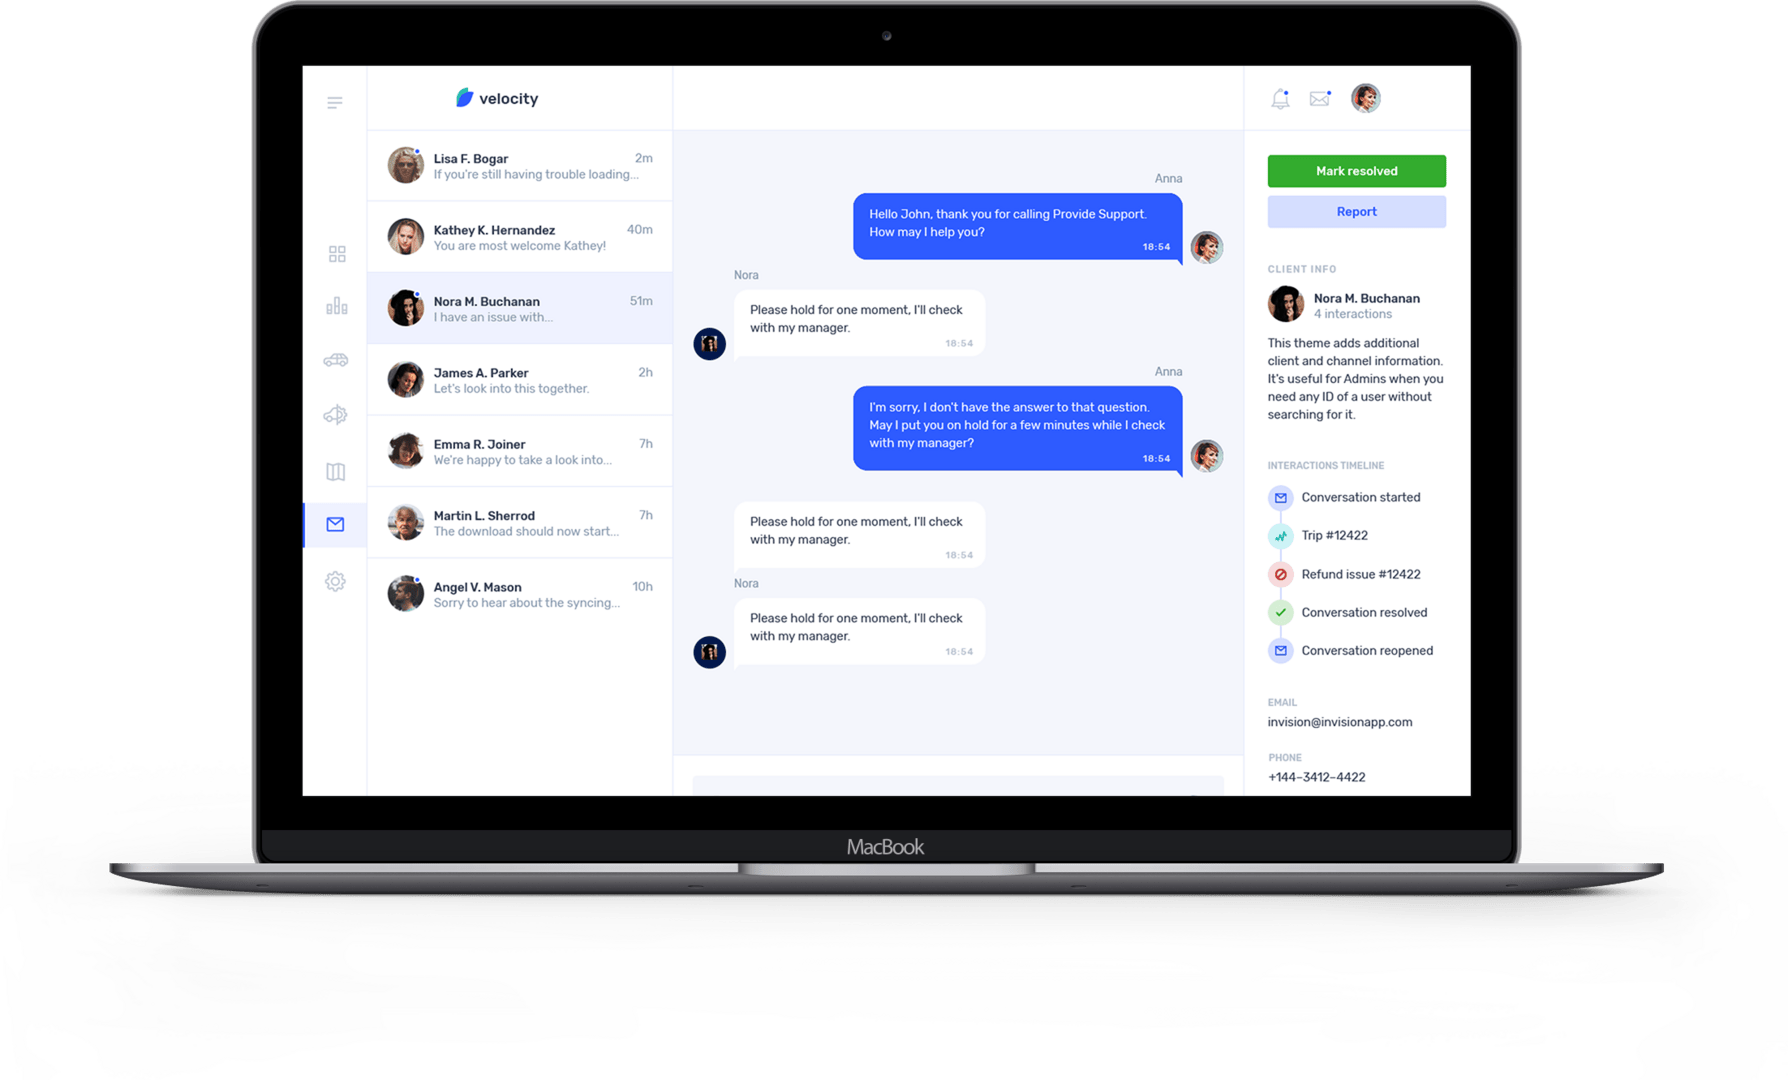 velocity
Lisa F. Bogar
2m
If you're still having trouble loading...
Kathey K. Hernandez
40m
You are most welcome Kathey!
Nora M. Buchanan
51m
I have an issue with...
James A. Parker
2h
Let's look into this together.
Emma R. Joiner
7h
We're happy to take a look into...
Martin L. Sherrod
7h
The download should now start...
Angel V. Mason
10h
Sorry to hear about the syncing...
Anna
Hello John, thank you for calling Provide Support.
How may I help you?
18:54
Nora
Please hold for one moment, I'll check
with my manager.
18:54
Anna
I'm sorry, I don't have the answer to that question.
May I put you on hold for a few minutes while I check
with my manager?
18:54
Please hold for one moment, I'll check
with my manager.
18:54
Nora
Please hold for one moment, I'll check
with my manager.
18:54
Mark resolved
Report
CLIENT INFO
Nora M. Buchanan
4 interactions
This theme adds additional
client and channel information.
It's useful for Admins when you
need any ID of a user without
searching for it.
INTERACTIONS TIMELINE
Conversation started
Trip #12422
Refund issue #12422
Conversation resolved
Conversation reopened
EMAIL
invision@invisionapp.com
PHONE
+144-3412-4422
MacBook